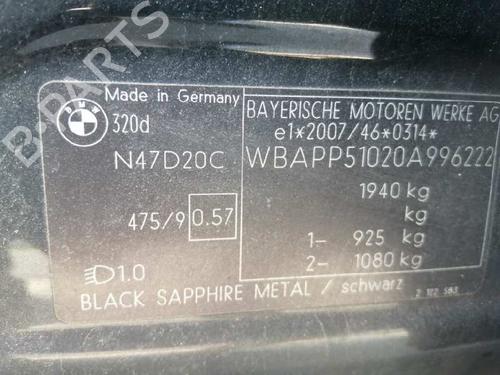 B-PARTS
BMW
Made in Germany
320d
N47D20C
475/9 0.57
1.0
BAYERISCHE MOTOREN WERKE AG
e1*2007/46*0314*
WBAPP51020A996222
1940 kg
kg
1- 925 kg
2- 1080 kg
BLACK SAPPHIRE METAL / schwarz